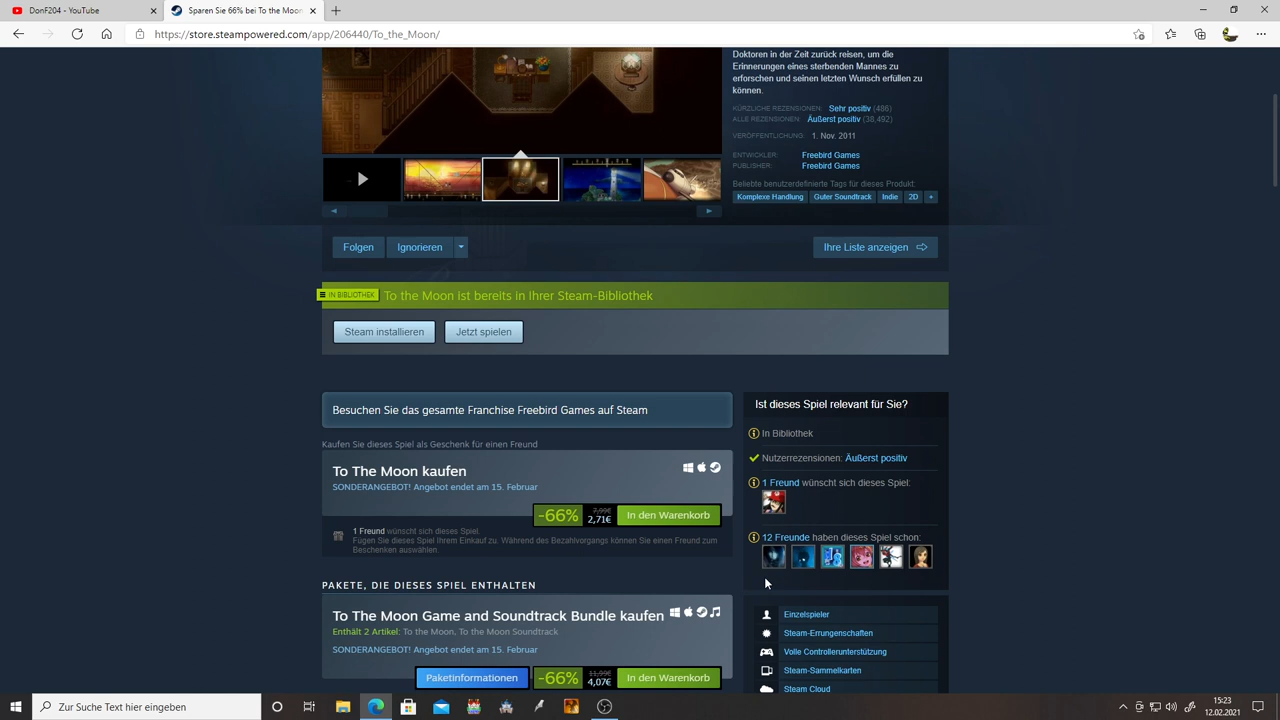 DonF204 - YouTube
Sparen Sie 66% bei To the Moon
https://store.steampowered.com/app/206440/To_the_Moon/
Doktoren in der Zeit zurück reisen, um die
Erinnerungen eines sterbenden Mannes zu
erforschen und seinen letzten Wunsch erfüllen zu
können.
KÜRZLICHE REZENSIONEN: Sehr positiv (486)
ALLE REZENSIONEN: Äußerst positiv (38,492)
VERÖFFENTLICHUNG: 1. Nov. 2011
ENTWICKLER: Freebird Games
PUBLISHER: Freebird Games
Beliebte benutzerdefinierte Tags für dieses Produkt:
Komplexe Handlung Guter Soundtrack Indie 2D +
Folgen Ignorieren Ihre Liste anzeigen
IN BIBLIOTHEK To the Moon ist bereits in Ihrer Steam-Bibliothek
Steam installieren Jetzt spielen
Besuchen Sie das gesamte Franchise Freebird Games auf Steam
Kaufen Sie dieses Spiel als Geschenk für einen Freund
To The Moon kaufen
SONDERANGEBOT! Angebot endet am 15. Februar
-66% 7,99€ 2,71€ In den Warenkorb
1 Freund wünscht sich dieses Spiel.
Fügen Sie dieses Spiel Ihrem Einkauf zu. Während des Bezahlvorgangs können Sie einen Freund zum
Beschenken auswählen.
PAKETE, DIE DIESES SPIEL ENTHALTEN
To The Moon Game and Soundtrack Bundle kaufen
Enthält 2 Artikel: To the Moon, To the Moon Soundtrack
SONDERANGEBOT! Angebot endet am 15. Februar
Paketinformationen -66% 11,99€ 4,07€ In den Warenkorb
Ist dieses Spiel relevant für Sie?
In Bibliothek
Nutzerrezensionen: Äußerst positiv
1 Freund wünscht sich dieses Spiel:
12 Freunde haben dieses Spiel schon:
Einzelspieler
Steam-Errungenschaften
Volle Controllerunterstützung
Steam-Sammelkarten
Steam Cloud
Zur Suche Text hier eingeben
15:23
12.02.2021